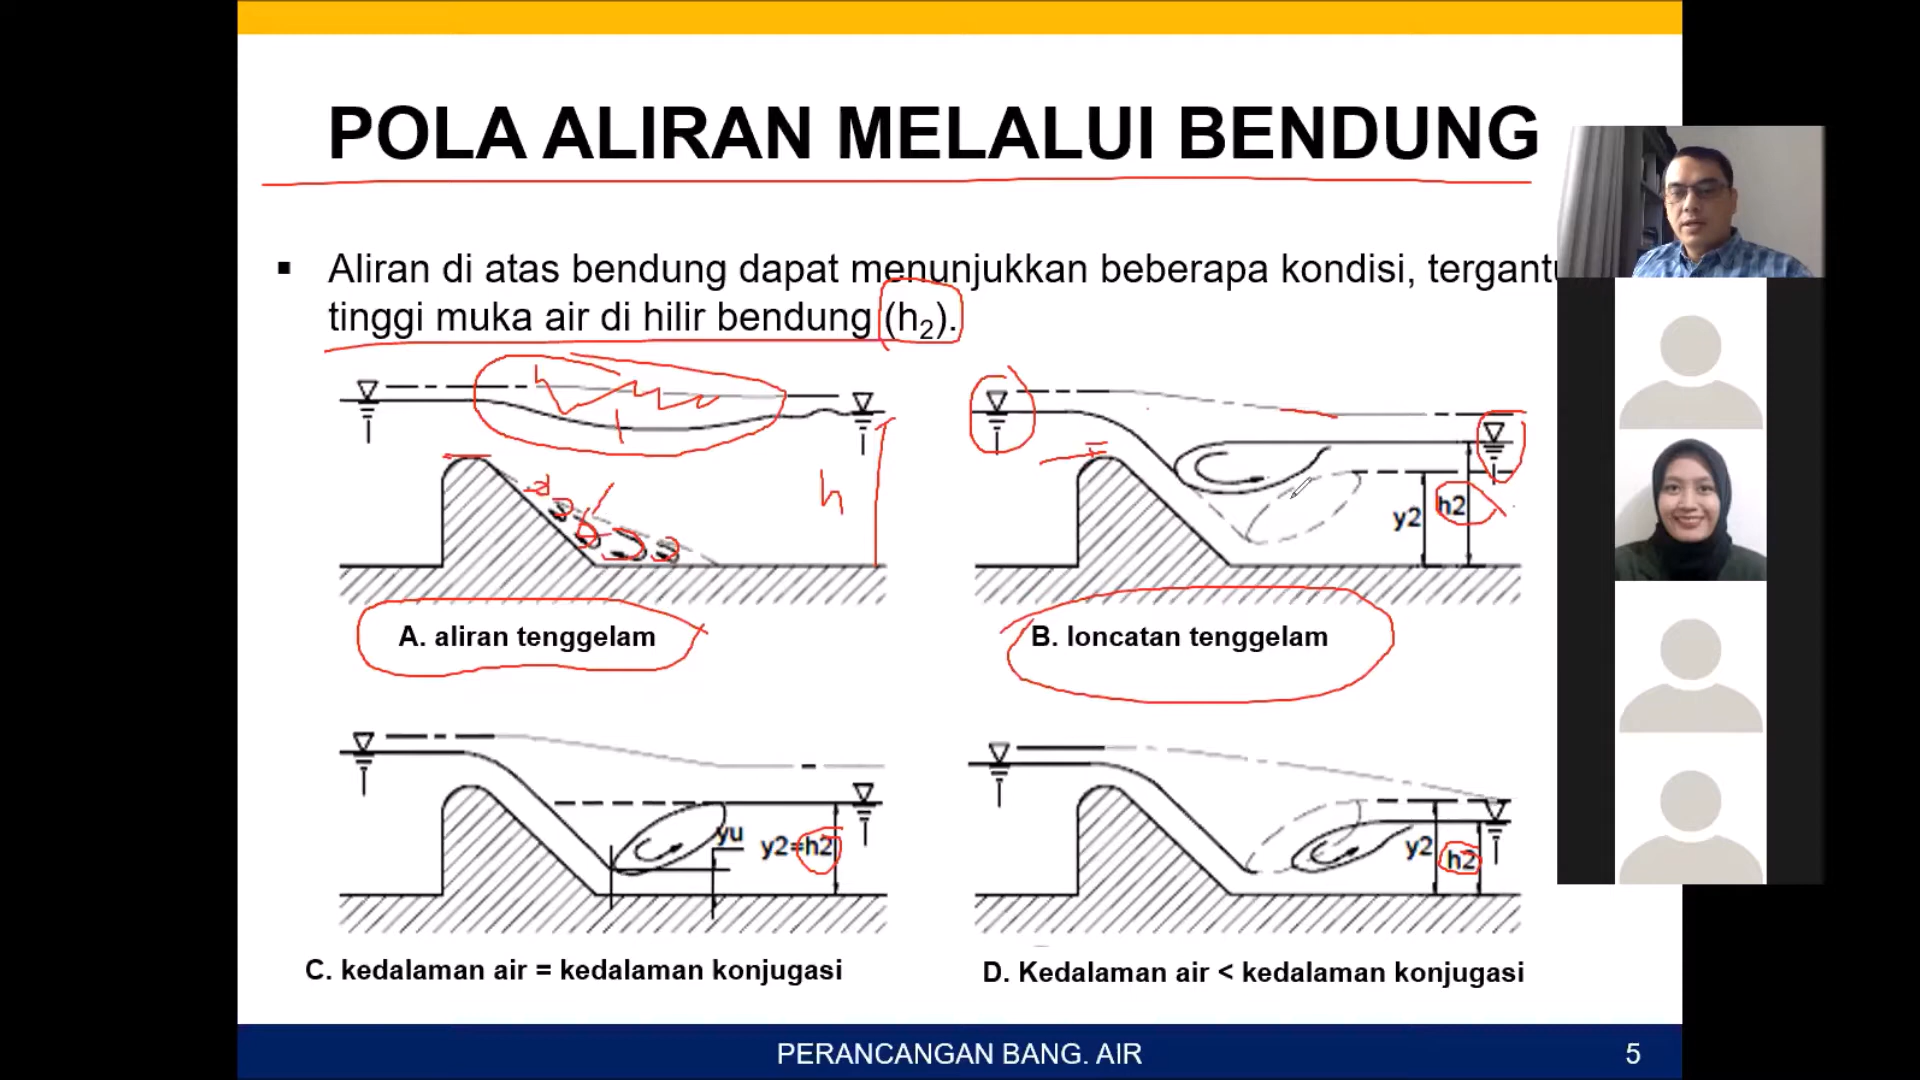 POLA ALIRAN MELALUI BENDUNG
▪ Aliran di atas bendung dapat menunjukkan beberapa kondisi,
tinggi muka air di hilir bendung (h2).
h
y2 h2
A. aliran tenggelam
B. loncatan tenggelam
yu y2=h2
y2 h2
C. kedalaman air = kedalaman konjugasi
D. Kedalaman air < kedalaman konjugasi
PERANCANGAN BANG. AIR
5